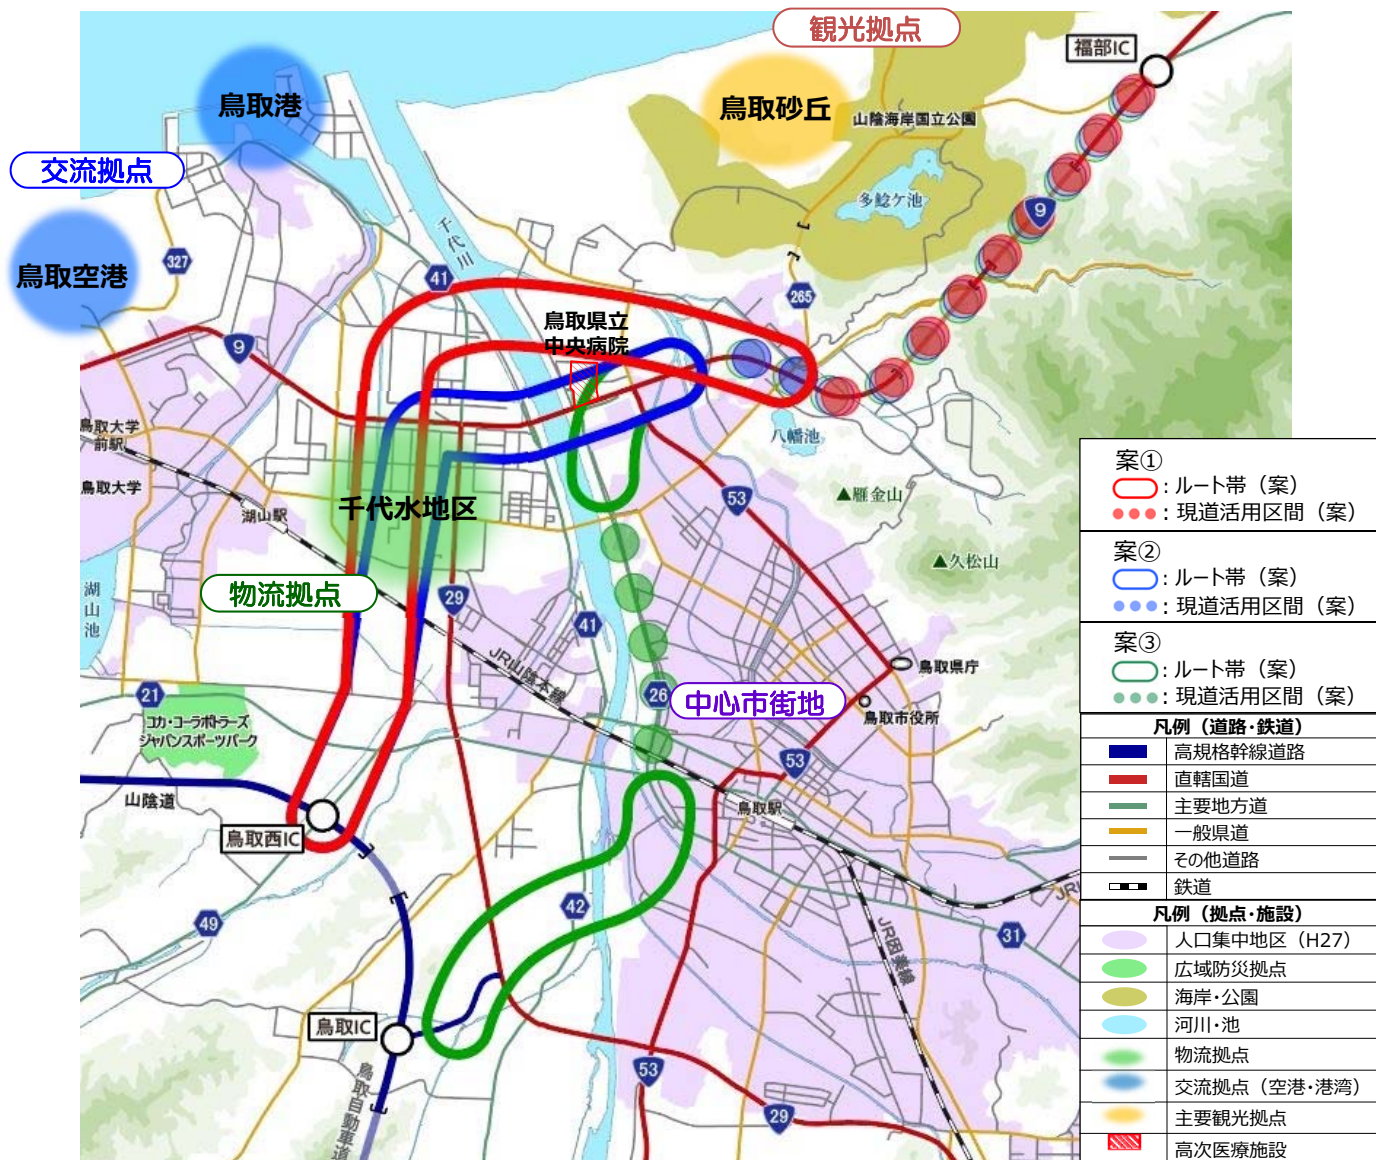 観光拠点
福部IC
鳥取港
鳥取砂丘
山陰海岸国立公園
交流拠点
多鯰ケ池
千代川
9
鳥取空港
327
41
265
鳥取県立
中央病院
9
鳥取大学
前駅
八幡池
鳥取大学
湖山駅
千代水地区
53
▲雁金山
▲久松山
物流拠点
29
湖山池
41
JR山陰本線
鳥取県庁
21
26
中心市街地
鳥取市役所
コカ・コーラボトラーズ
ジャパンスポーツパーク
53
山陰道
鳥取駅
鳥取西IC
JR
42
49
31
JR因美線
鳥取IC
53
鳥取自動車道
29
案①
: ルート帯（案）
: 現道活用区間（案）
案②
: ルート帯（案）
: 現道活用区間（案）
案③
: ルート帯（案）
: 現道活用区間（案）
凡例（道路・鉄道）
高規格幹線道路
直轄国道
主要地方道
一般県道
その他道路
鉄道
凡例（拠点・施設）
人口集中地区（H27）
広域防災拠点
海岸・公園
河川・池
物流拠点
交流拠点（空港・港湾）
主要観光拠点
高次医療施設